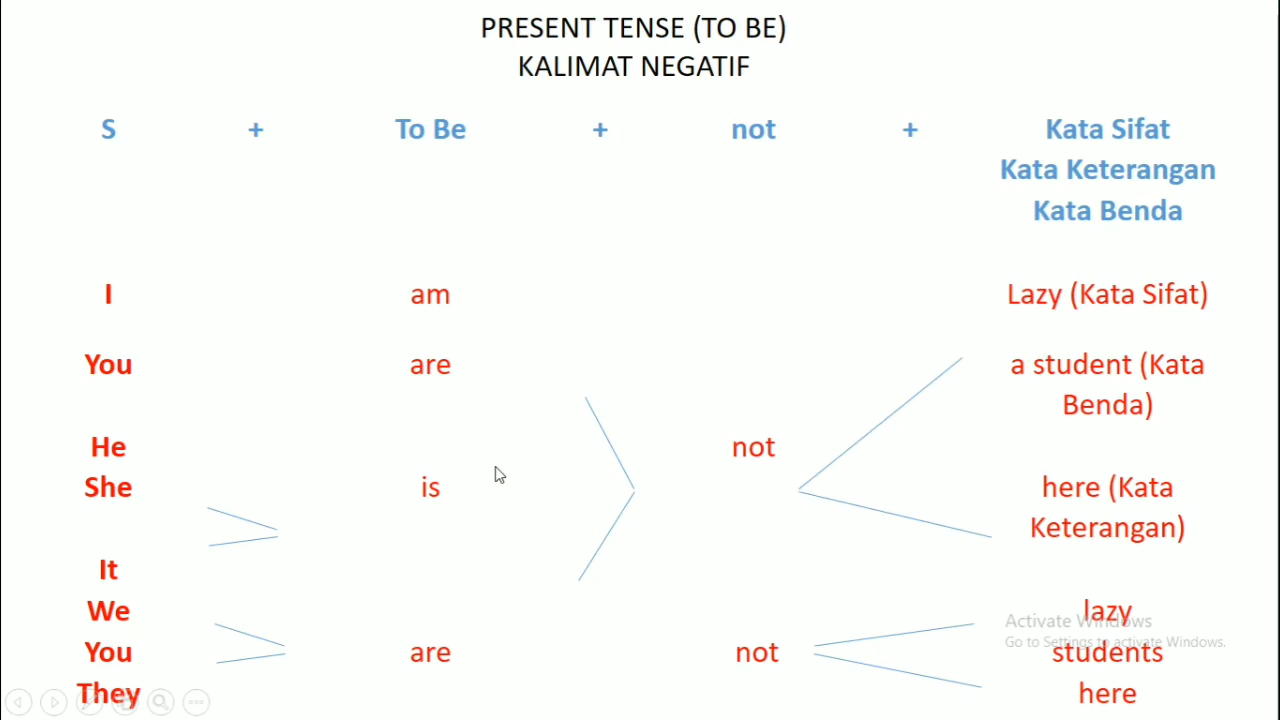 PRESENT TENSE (TO BE)
KALIMAT NEGATIF
S + To Be + not + Kata Sifat
Kata Keterangan
Kata Benda
I am Lazy (Kata Sifat)
You are a student (Kata
Benda)
He not
She is here (Kata
Keterangan)
It
We lazy
Activate Windows
Go to Settings to activate Windows.
You are not students
They here